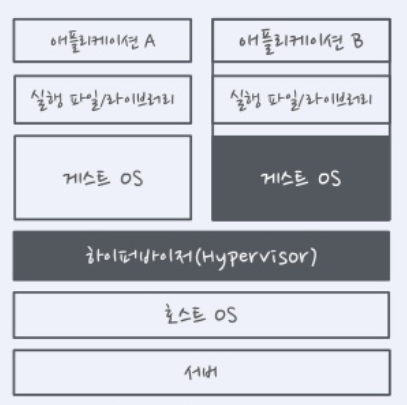 애플리케이션 A
애플리케이션 B
실행 파일/라이브러리
실행 파일/라이브러리
게스트 OS
게스트 OS
하이퍼바이저(Hypervisor)
호스트 OS
서버